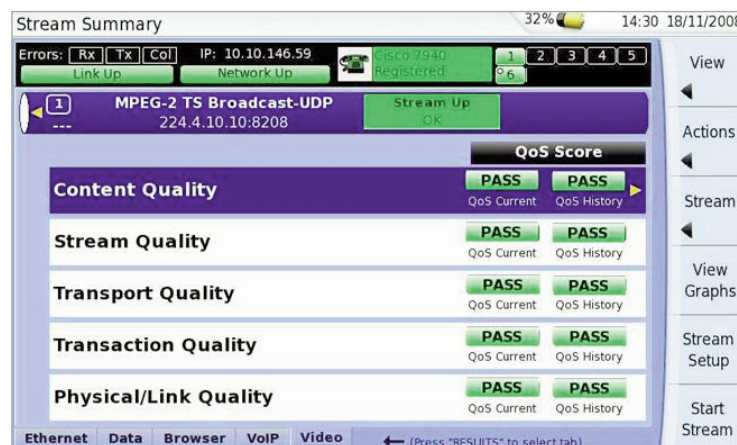 Stream Summary
32%
14:30 18/11/2008
Errors: Rx Tx Col IP: 10.10.146.59
Link Up Network Up
Cisco 7940
Registered
1 2 3 4 5
6
1 MPEG-2 TS Broadcast-UDP
--- 224.4.10.10:8208
Stream Up
OK
QoS Score
Content Quality
PASS PASS
QoS Current QoS History
Stream Quality
PASS PASS
QoS Current QoS History
Transport Quality
PASS PASS
QoS Current QoS History
Transaction Quality
PASS PASS
QoS Current QoS History
Physical/Link Quality
PASS PASS
QoS Current QoS History
Ethernet Data Browser VoIP Video
(Press "RESULTS" to select tab)
View
Actions
Stream
View
Graphs
Stream
Setup
Start
Stream